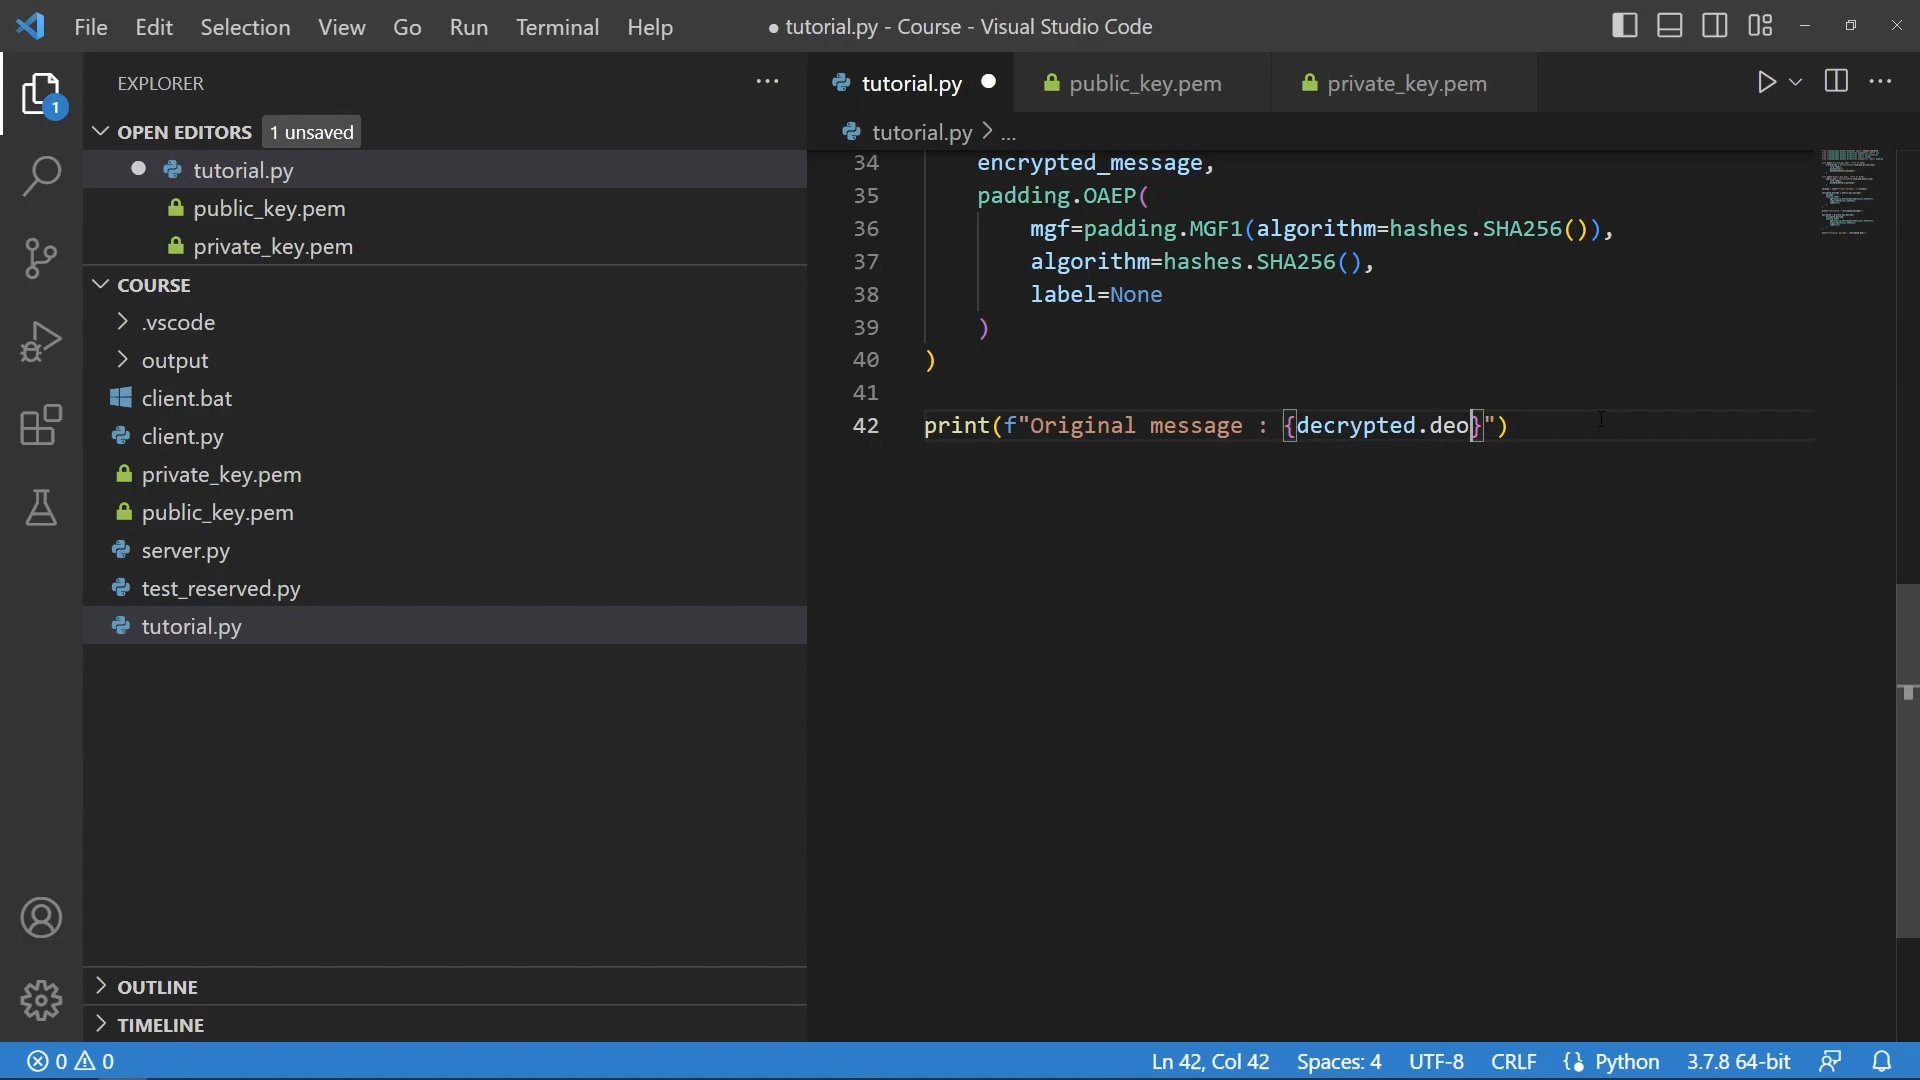 File Edit Selection View Go Run Terminal Help ● tutorial.py - Course - Visual Studio Code
EXPLORER
1
OPEN EDITORS 1 unsaved
tutorial.py
public_key.pem
private_key.pem
COURSE
.vscode
output
client.bat
client.py
private_key.pem
public_key.pem
server.py
test_reserved.py
tutorial.py
OUTLINE
TIMELINE
tutorial.py public_key.pem private_key.pem
tutorial.py > ...
34 encrypted_message,
35 padding.OAEP(
36 mgf=padding.MGF1(algorithm=hashes.SHA256()),
37 algorithm=hashes.SHA256(),
38 label=None
39 )
40 )
41
42 print(f"Original message : {decrypted.deo}")
0 0 Ln 42, Col 42 Spaces: 4 UTF-8 CRLF Python 3.7.8 64-bit